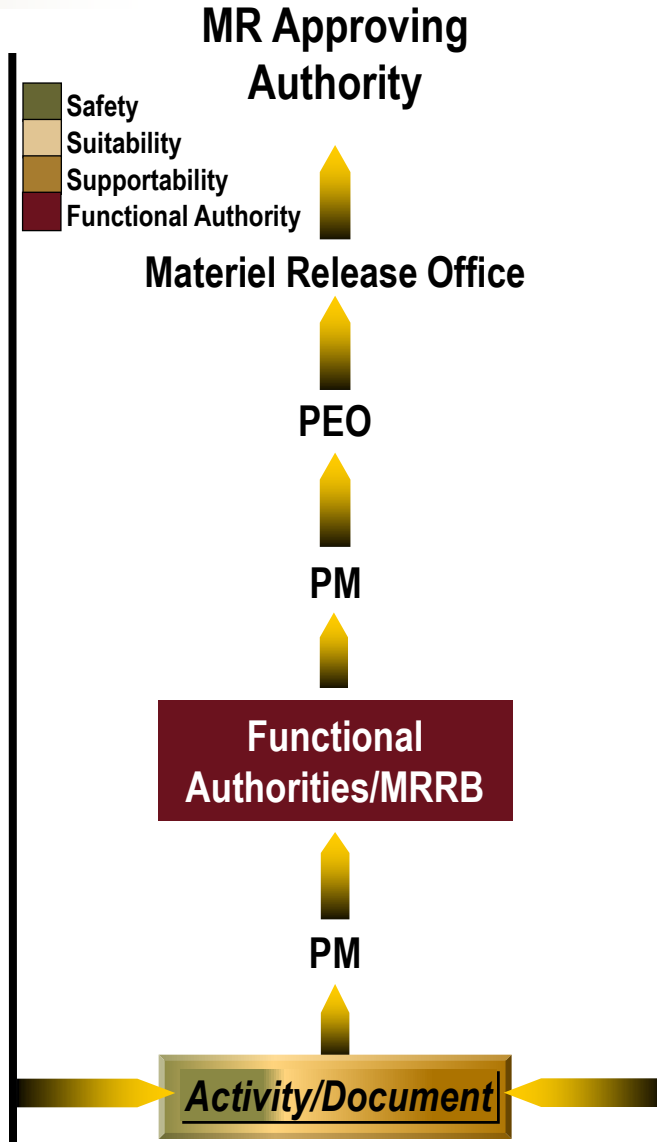 MR Approving
Authority
Safety
Suitability
Supportability
Functional Authority
Materiel Release Office
PEO
PM
Functional
Authorities/MRRB
PM
Activity/Document